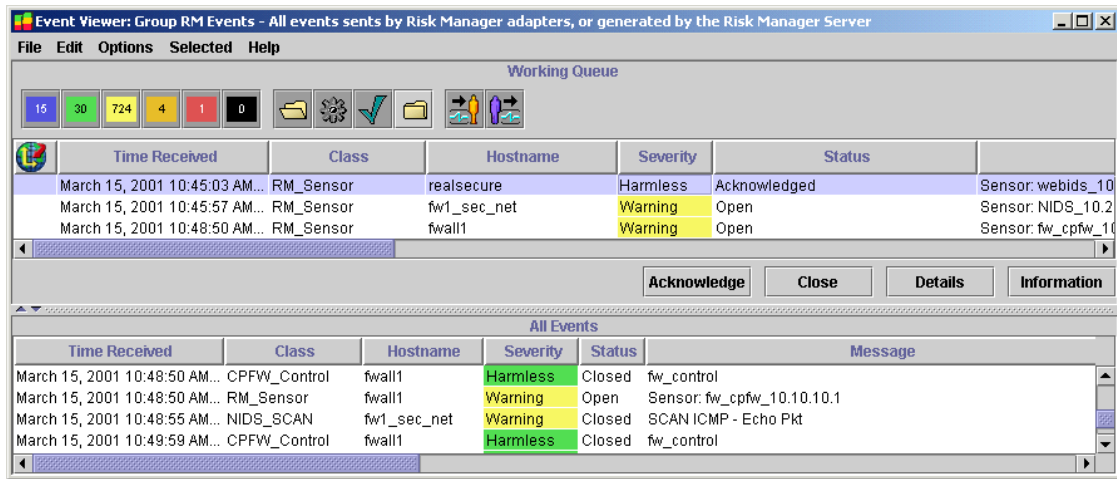 Event Viewer: Group RM Events - All events sents by Risk Manager adapters, or generated by the Risk Manager Server
File Edit Options Selected Help
Working Queue
15 30 724 4 1 0
Time Received Class Hostname Severity Status
March 15, 2001 10:45:03 AM... RM_Sensor realsecure Harmless Acknowledged Sensor: webids_10
March 15, 2001 10:45:57 AM... RM_Sensor fw1_sec_net Warning Open Sensor: NIDS_10.2
March 15, 2001 10:48:50 AM... RM_Sensor fwall1 Warning Open Sensor: fw_cpfw_10
Acknowledge Close Details Information
All Events
Time Received Class Hostname Severity Status Message
March 15, 2001 10:48:50 AM... CPFW_Control fwall1 Harmless Closed fw_control
March 15, 2001 10:48:50 AM... RM_Sensor fwall1 Warning Open Sensor: fw_cpfw_10.10.10.1
March 15, 2001 10:48:55 AM... NIDS_SCAN fw1_sec_net Warning Closed SCAN ICMP - Echo Pkt
March 15, 2001 10:49:59 AM... CPFW_Control fwall1 Harmless Closed fw_control